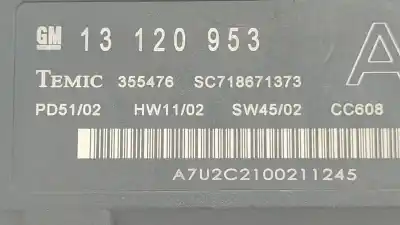 GM 13 120 953
TEMIC 355476 SC718671373 A
PD51/02 HW11/02 SW45/02 CC608
A7U2C2100211245